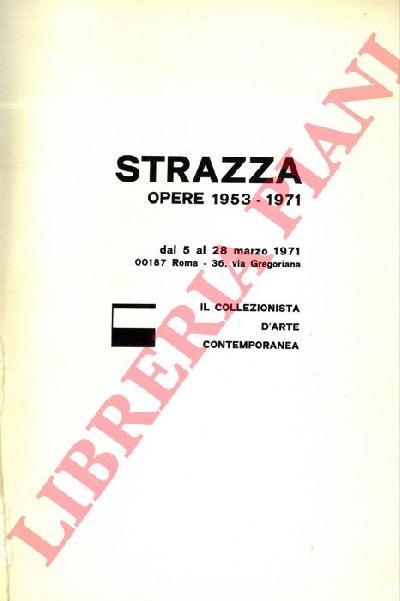 STRAZZA
OPERE 1953 - 1971
dal 5 al 28 marzo 1971
00187 Roma - 36, via Gregoriana
IL COLLEZIONISTA
D'ARTE
CONTEMPORANEA
LIBRERIA PIANI